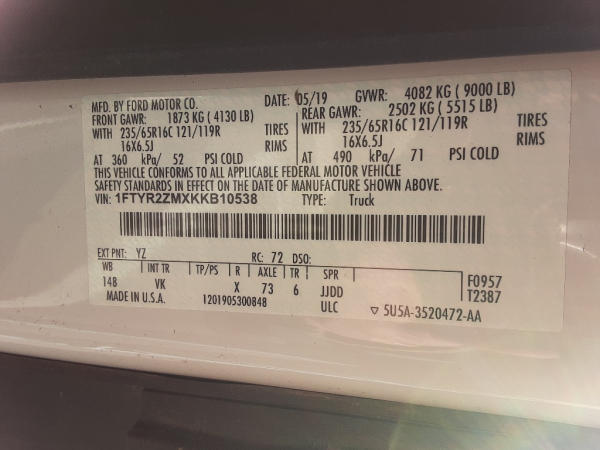 MFD. BY FORD MOTOR CO. DATE: 05/19 GVWR: 4082 KG ( 9000 LB)
FRONT GAWR: 1873 KG ( 4130 LB) REAR GAWR: 2502 KG ( 5515 LB)
WITH 235/65R16C 121/119R TIRES WITH 235/65R16C 121/119R TIRES
16X6.5J RIMS 16X6.5J RIMS
AT 360 kPa/ 52 PSI COLD AT 490 kPa/ 71 PSI COLD
THIS VEHICLE CONFORMS TO ALL APPLICABLE FEDERAL MOTOR VEHICLE
SAFETY STANDARDS IN EFFECT ON THE DATE OF MANUFACTURE SHOWN ABOVE.
VIN: 1FTYR2ZMXKKB10538 TYPE: Truck
EXT PNT: YZ RC: 72 DSO:
WB INT TR TP/PS R AXLE TR SPR F0957
148 VK X 73 6 JJDD T2387
MADE IN U.S.A. 1201905300848 ULC ▽ 5U5A-3520472-AA